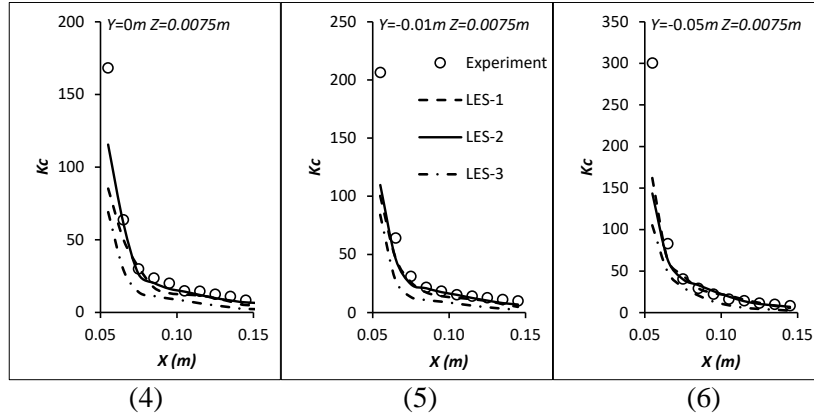 Y=0m Z=0.0075m
200
150
100
50
0
Kc
0.05 0.10 0.15
X (m)
(4)
Y=-0.01m Z=0.0075m
250
200
150
100
50
0
Kc
Experiment
LES-1
LES-2
LES-3
0.05 0.10 0.15
X (m)
(5)
Y=-0.05m Z=0.0075m
350
300
250
200
150
100
50
0
Kc
0.05 0.10 0.15
X (m)
(6)